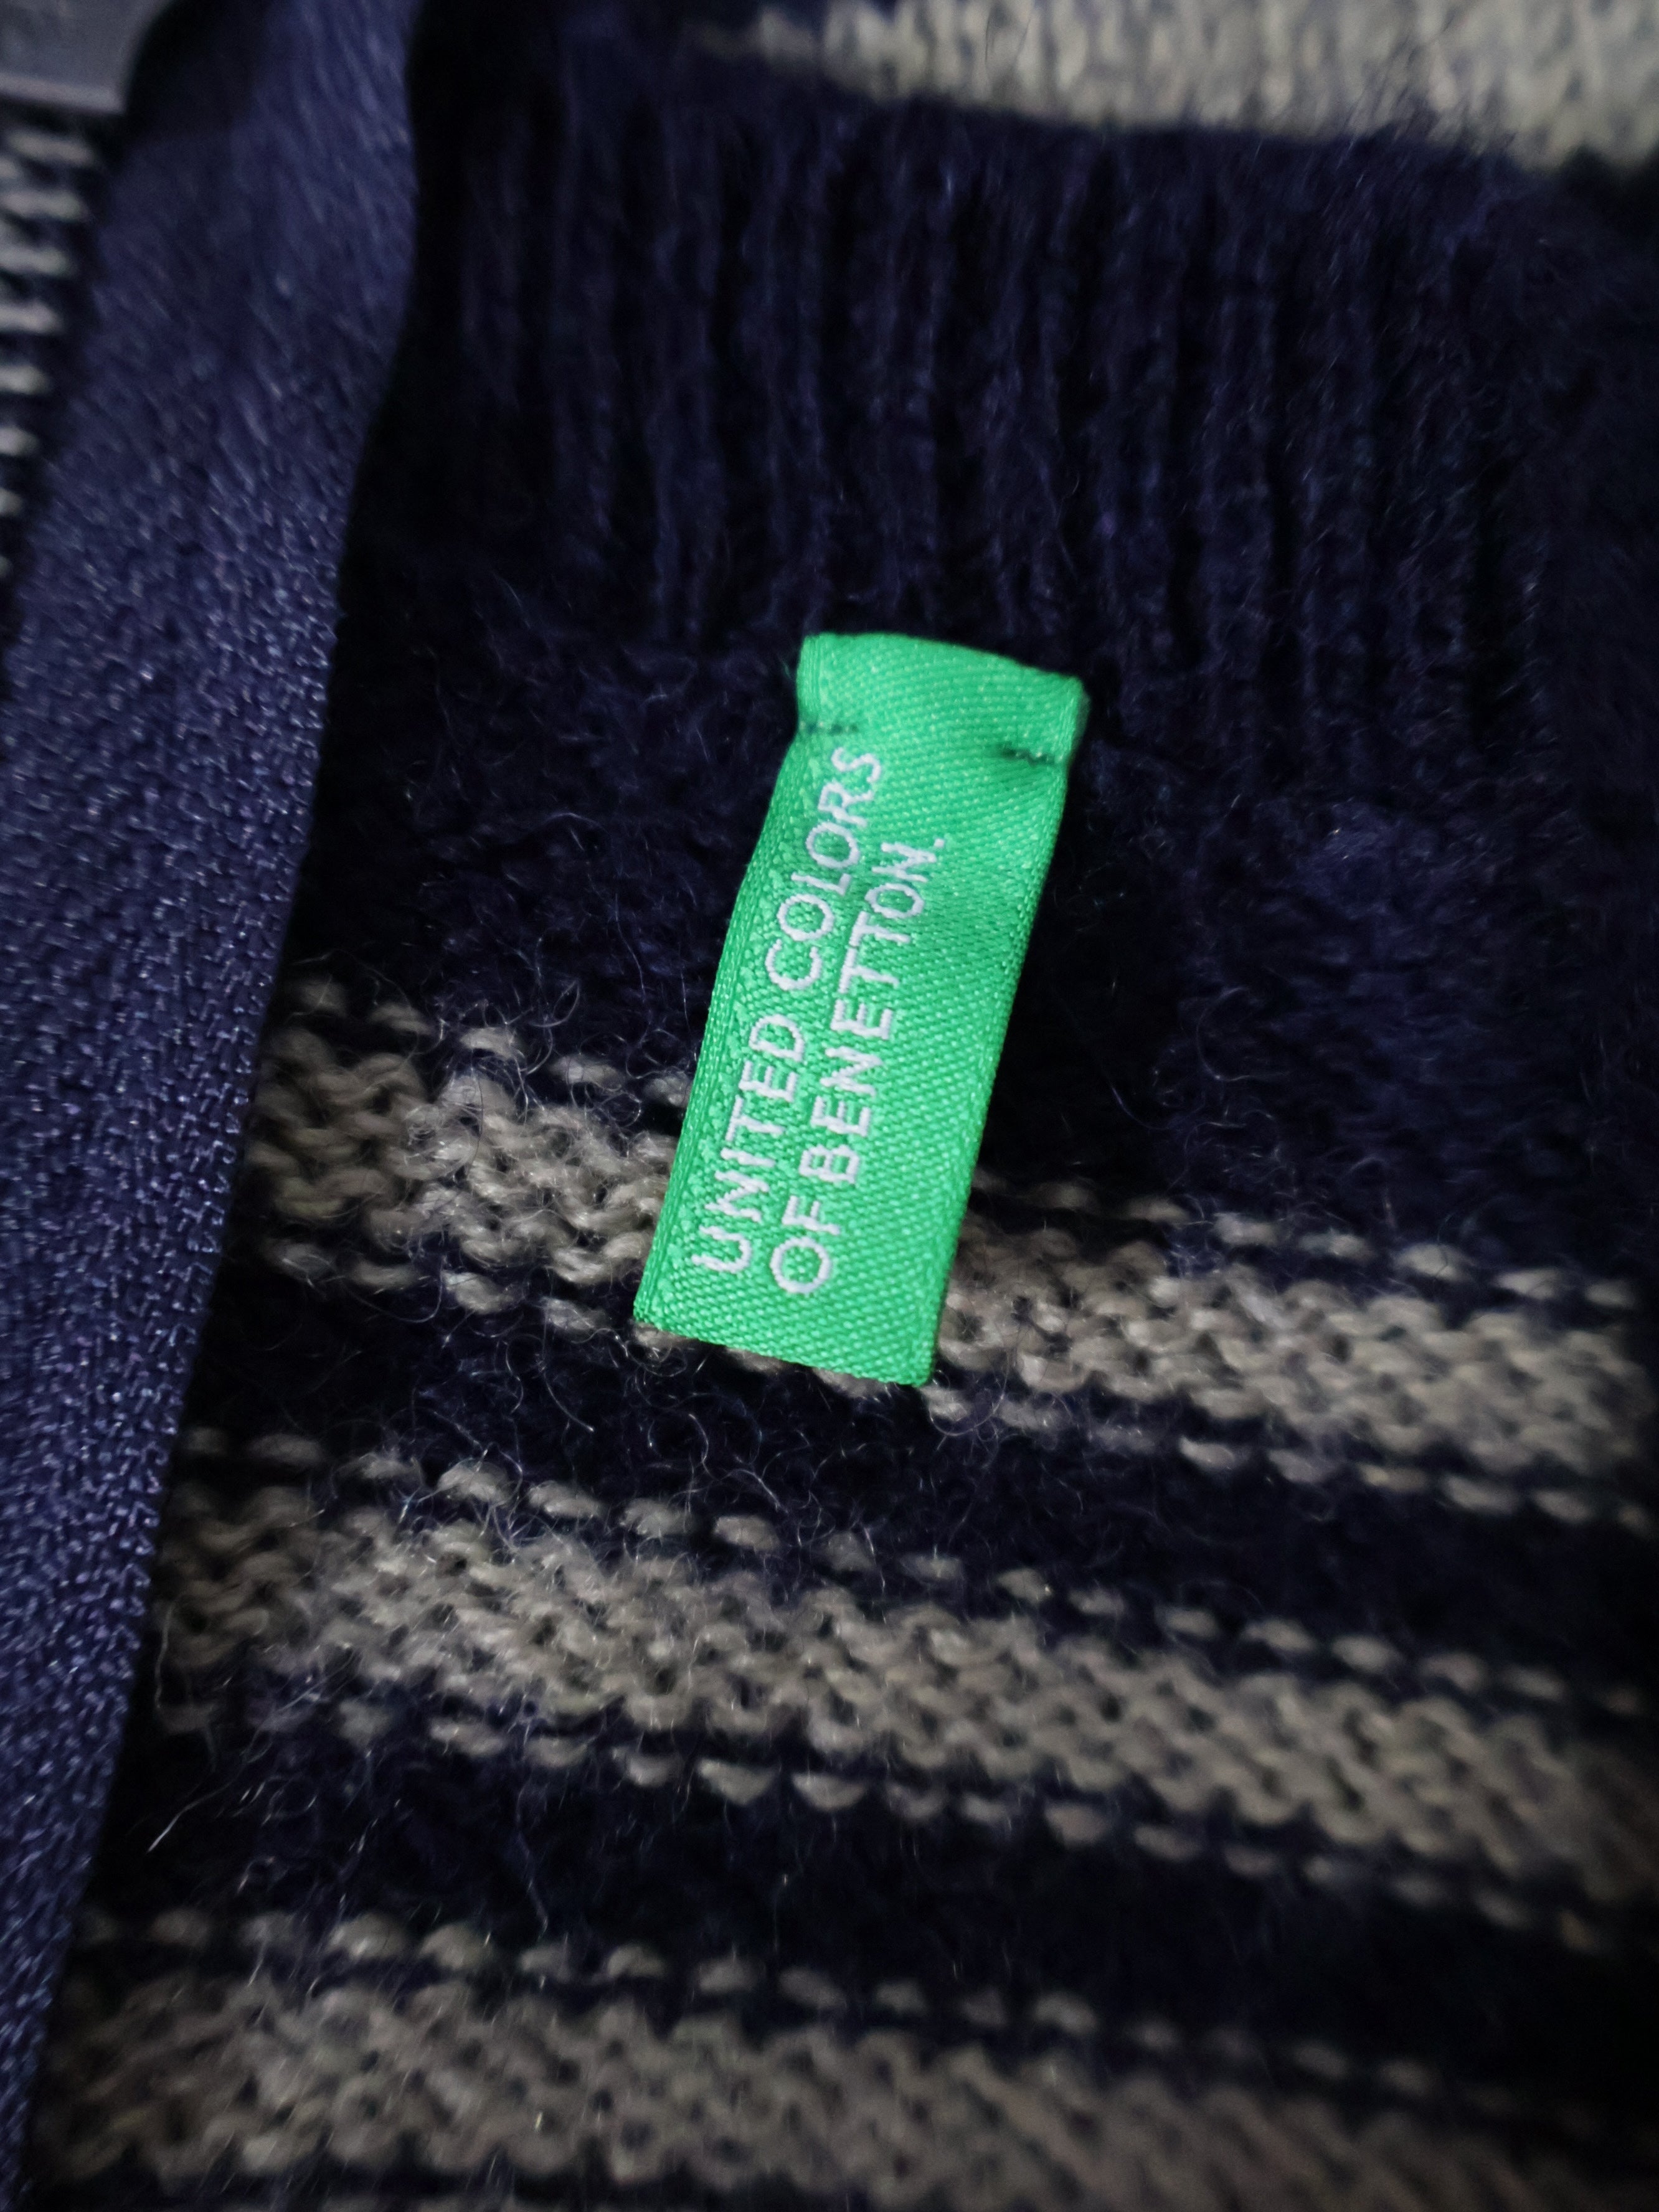 UNITED COLORS
OF BENETTON.